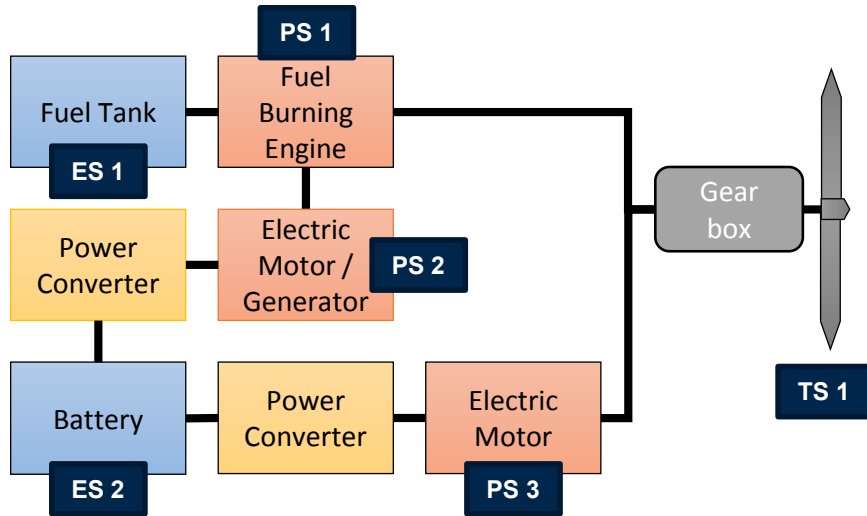 PS 1
Fuel Tank
ES 1
Fuel
Burning
Engine
Gear
box
Power
Converter
Electric
Motor /
Generator
PS 2
Battery
ES 2
Power
Converter
Electric
Motor
PS 3
TS 1